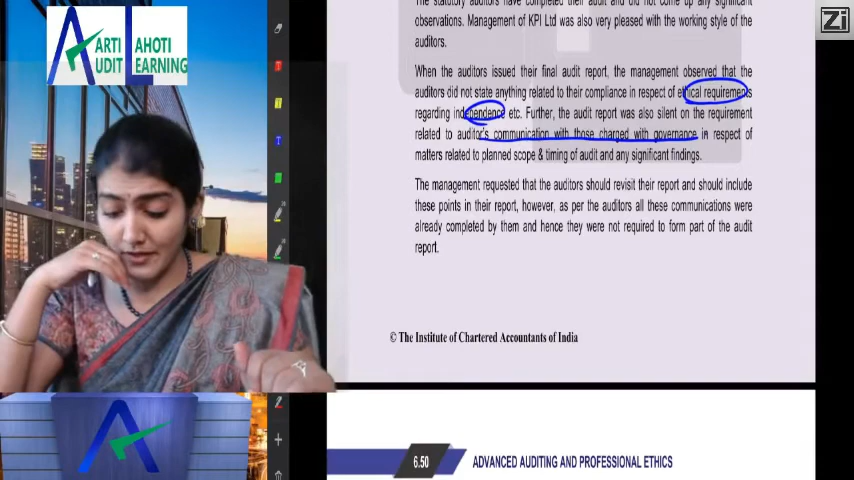 ARTI LAHOTI
AUDIT LEARNING
Zi
The statutory auditors have completed their audit and did not come up any significant
observations. Management of KPI Ltd was also very pleased with the working style of the
auditors.
When the auditors issued their final audit report, the management observed that the
auditors did not state anything related to their compliance in respect of ethical requirements
regarding independence etc. Further, the audit report was also silent on the requirement
related to auditor's communication with those charged with governance in respect of
matters related to planned scope & timing of audit and any significant findings.
The management requested that the auditors should revisit their report and should include
these points in their report, however, as per the auditors all these communications were
already completed by them and hence they were not required to form part of the audit
report.
© The Institute of Chartered Accountants of India
6.50 ADVANCED AUDITING AND PROFESSIONAL ETHICS